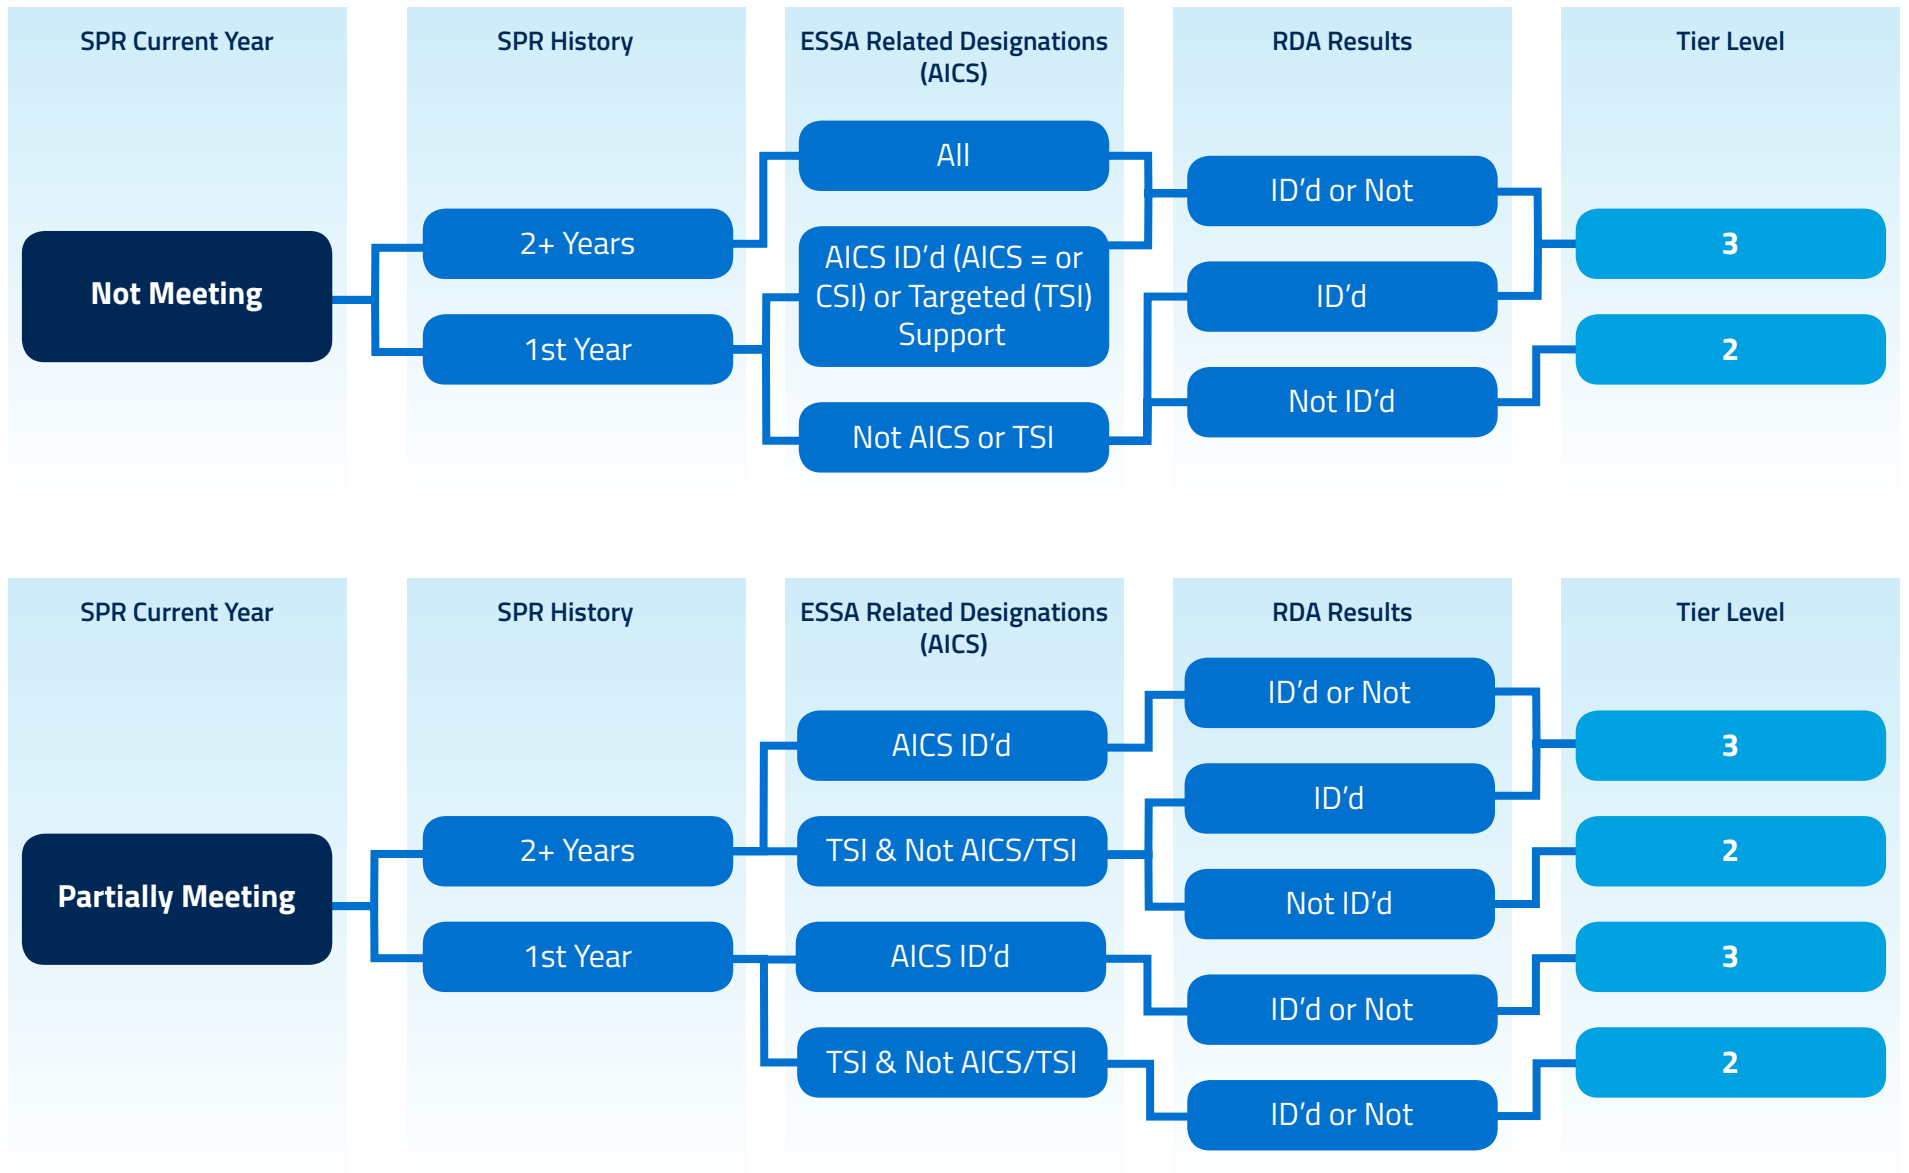 SPR Current Year
SPR History
ESSA Related Designations
(AICS)
RDA Results
Tier Level
Not Meeting
2+ Years
1st Year
All
AICS ID’d (AICS = or
CSI) or Targeted (TSI)
Support
Not AICS or TSI
ID’d or Not
ID’d
Not ID’d
3
2
SPR Current Year
SPR History
ESSA Related Designations
(AICS)
RDA Results
Tier Level
Partially Meeting
2+ Years
1st Year
AICS ID’d
TSI & Not AICS/TSI
AICS ID’d
TSI & Not AICS/TSI
ID’d or Not
ID’d
Not ID’d
ID’d or Not
ID’d or Not
3
2
3
2